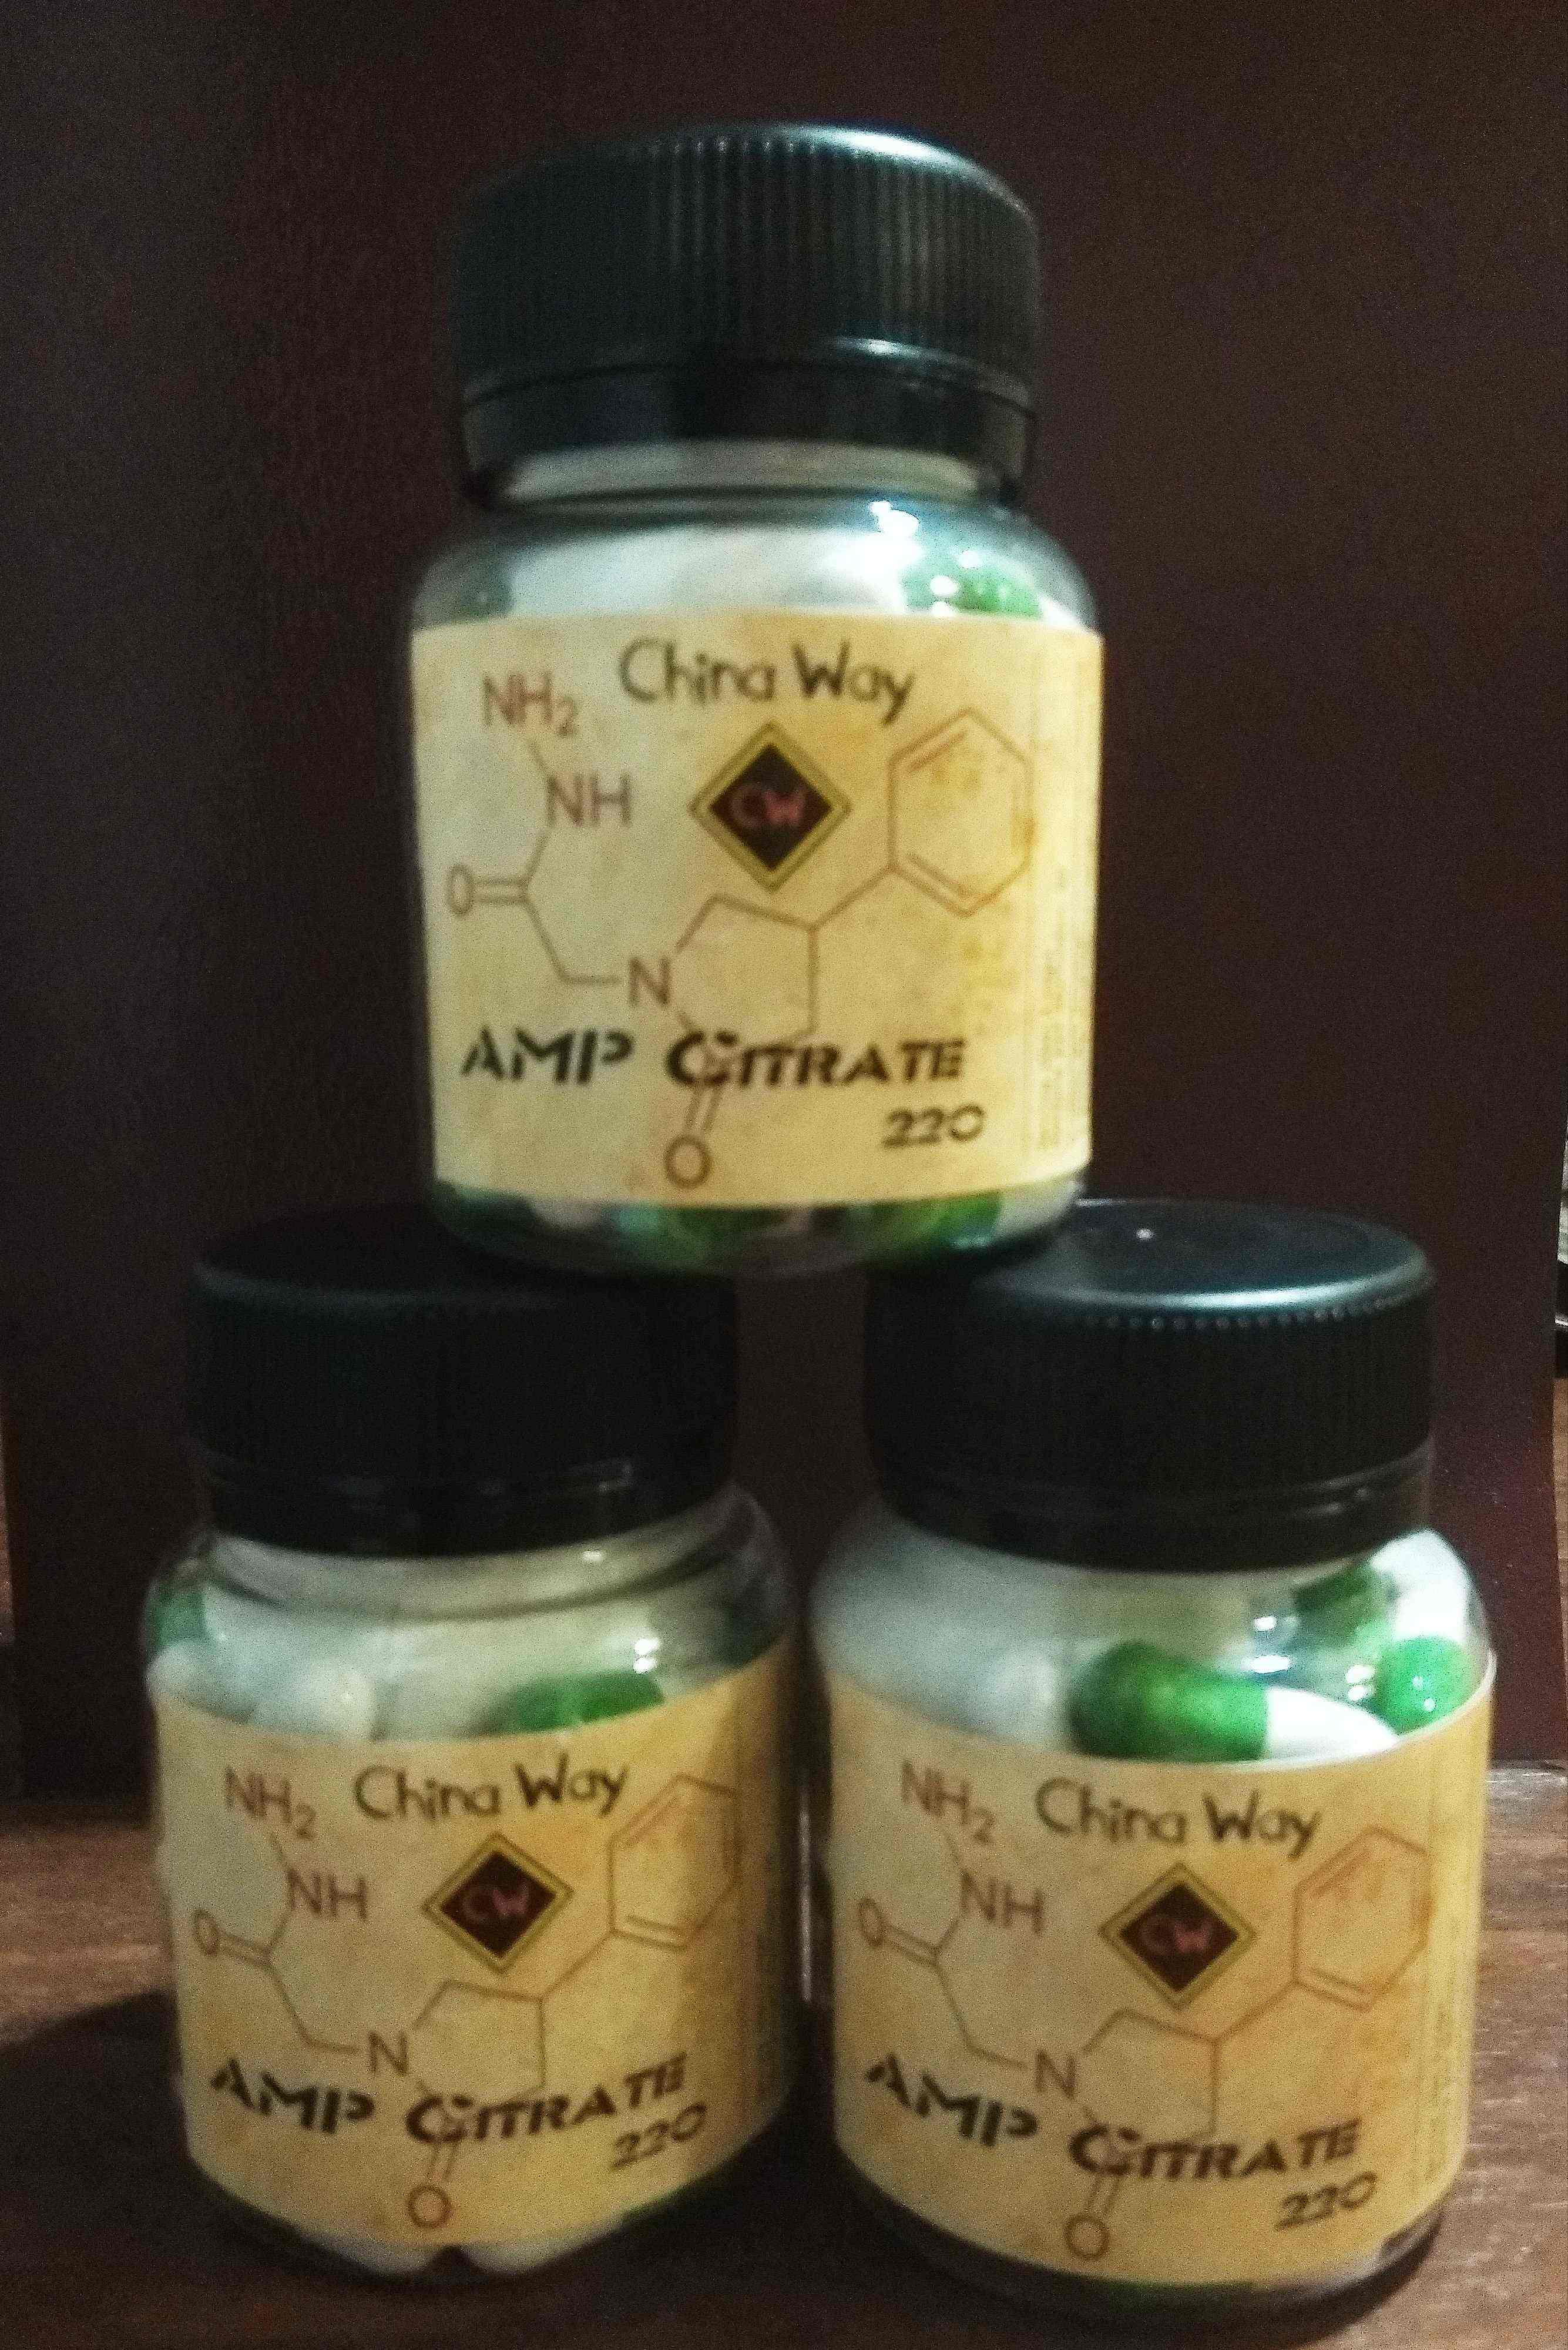 China Way
NH2
CW
NH
O
N
AMP CITRATE
220
O
China Way
NH2
CW
NH
O
N
AMP CITRATE
220
O
China Way
NH2
CW
NH
O
N
AMP CITRATE
220
O